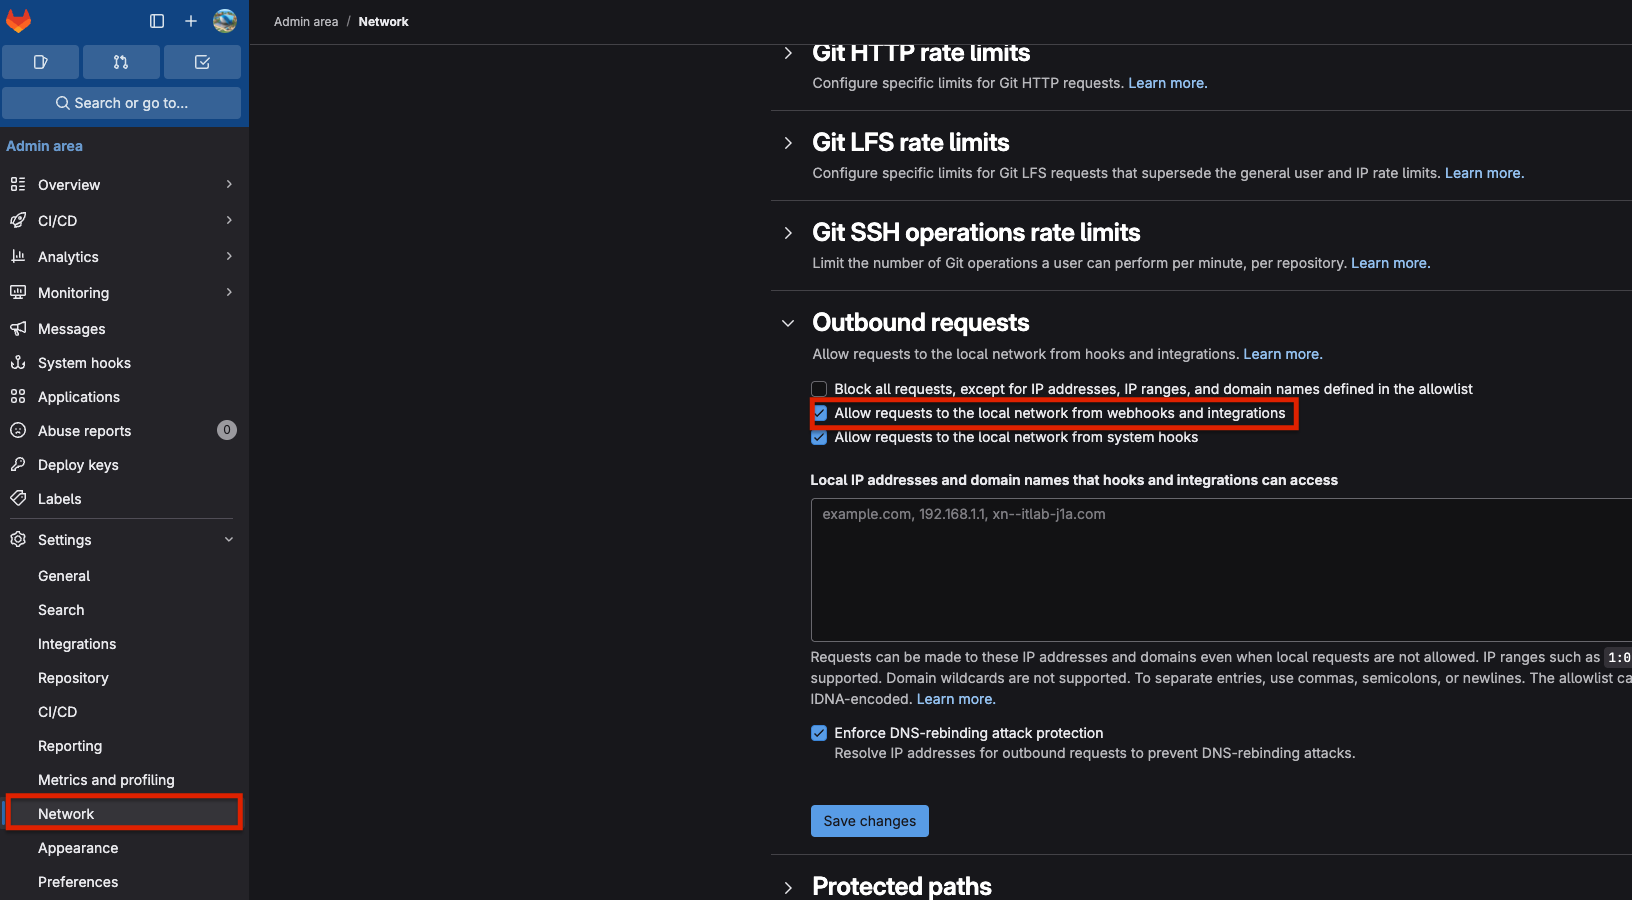 Admin area / Network
Search or go to...
Admin area
Overview
CI/CD
Analytics
Monitoring
Messages
System hooks
Applications
Abuse reports 0
Deploy keys
Labels
Settings
General
Search
Integrations
Repository
CI/CD
Reporting
Metrics and profiling
Network
Appearance
Preferences
Git HTTP rate limits
Configure specific limits for Git HTTP requests. Learn more.
Git LFS rate limits
Configure specific limits for Git LFS requests that supersede the general user and IP rate limits. Learn more.
Git SSH operations rate limits
Limit the number of Git operations a user can perform per minute, per repository. Learn more.
Outbound requests
Allow requests to the local network from hooks and integrations. Learn more.
Block all requests, except for IP addresses, IP ranges, and domain names defined in the allowlist
Allow requests to the local network from webhooks and integrations
Allow requests to the local network from system hooks
Local IP addresses and domain names that hooks and integrations can access
example.com, 192.168.1.1, xn--itlab-j1a.com
Requests can be made to these IP addresses and domains even when local requests are not allowed. IP ranges such as 1:0
supported. Domain wildcards are not supported. To separate entries, use commas, semicolons, or newlines. The allowlist ca
IDNA-encoded. Learn more.
Enforce DNS-rebinding attack protection
Resolve IP addresses for outbound requests to prevent DNS-rebinding attacks.
Save changes
Protected paths